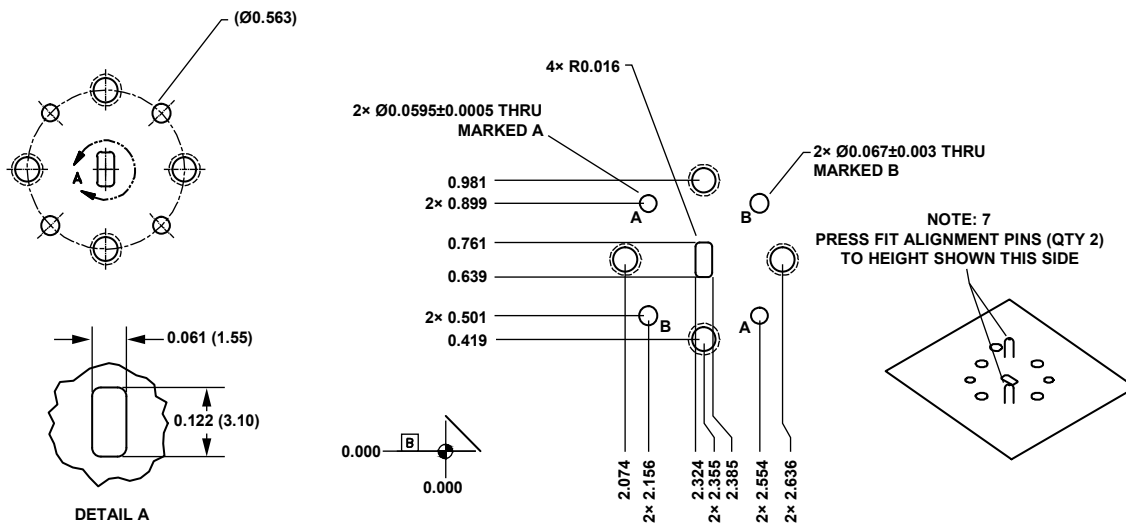 (Ø0.563)
A
0.061 (1.55)
0.122 (3.10)
DETAIL A
4× R0.016
2× Ø0.0595±0.0005 THRU
MARKED A
2× Ø0.067±0.003 THRU
MARKED B
0.981
2× 0.899
0.761
0.639
2× 0.501
0.419
A
B
B
A
0.000
B
0.000
2.074
2× 2.156
2.324
2× 2.355
2.385
2× 2.554
2× 2.636
NOTE: 7
PRESS FIT ALIGNMENT PINS (QTY 2)
TO HEIGHT SHOWN THIS SIDE